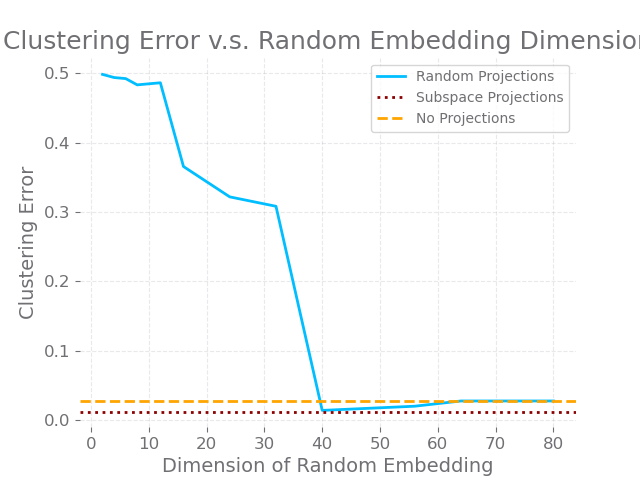 Clustering Error v.s. Random Embedding Dimension
Random Projections
Subspace Projections
No Projections
Clustering Error
0.5
0.4
0.3
0.2
0.1
0.0
0 10 20 30 40 50 60 70 80
Dimension of Random Embedding